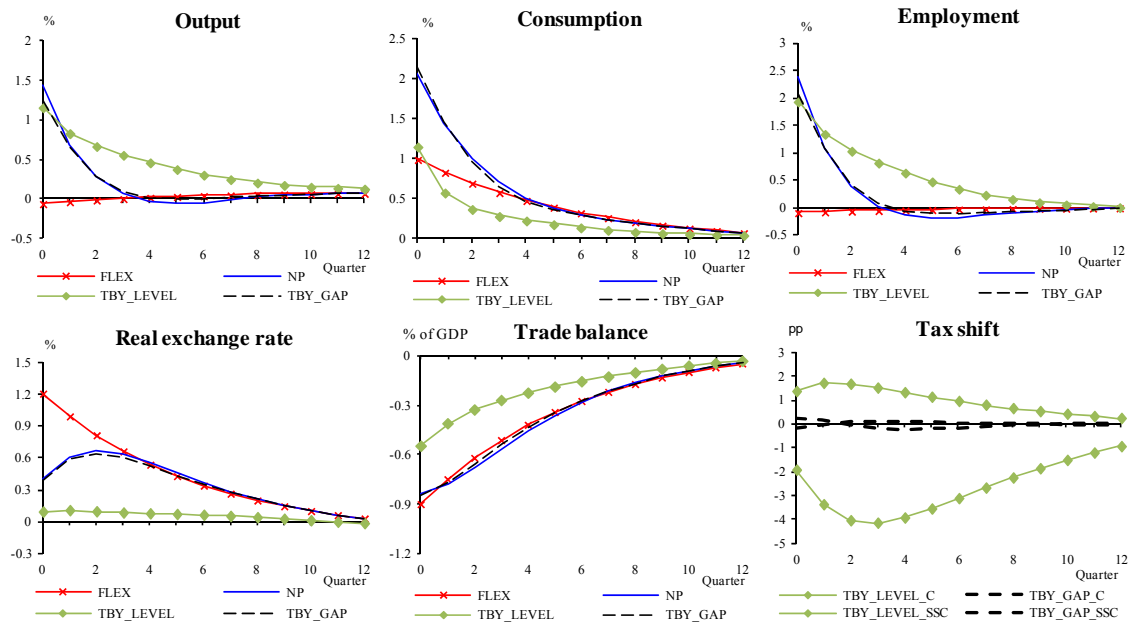 Output
%
2
1.5
1
0.5
0
-0.5
0 2 4 6 8 10 12
Quarter
FLEX NP
TBY_LEVEL TBY_GAP
Consumption
%
2.5
2
1.5
1
0.5
0
0 2 4 6 8 10 12
Quarter
FLEX NP
TBY_LEVEL TBY_GAP
Employment
%
3
2.5
2
1.5
1
0.5
0
-0.5
0 2 4 6 8 10 12
Quarter
FLEX NP
TBY_LEVEL TBY_GAP
Real exchange rate
%
1.5
1.2
0.9
0.6
0.3
0
-0.3
0 2 4 6 8 10 12
Quarter
FLEX NP
TBY_LEVEL TBY_GAP
Trade balance
% of GDP
0
-0.3
-0.6
-0.9
-1.2
0 2 4 6 8 10 12
Quarter
FLEX NP
TBY_LEVEL TBY_GAP
Tax shift
pp
3
2
1
0
-1
-2
-3
-4
-5
0 2 4 6 8 10 12
Quarter
TBY_LEVEL_C TBY_GAP_C
TBY_LEVEL_SSC TBY_GAP_SSC